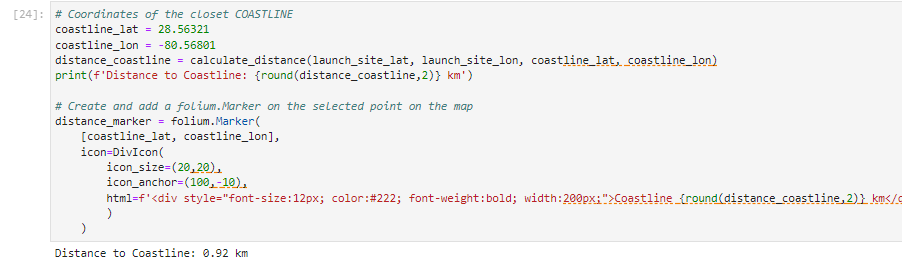 [24]: # Coordinates of the closet COASTLINE
coastline_lat = 28.56321
coastline_lon = -80.56801
distance_coastline = calculate_distance(launch_site_lat, launch_site_lon, coastline_lat, coastline_lon)
print(f'Distance to Coastline: {round(distance_coastline,2)} km')
# Create and add a folium.Marker on the selected point on the map
distance_marker = folium.Marker(
[coastline_lat, coastline_lon],
icon=DivIcon(
icon_size=(20,20),
icon_anchor=(100,-10),
html=f'<div style="font-size:12px; color:#222; font-weight:bold; width:200px;">Coastline {round(distance_coastline,2)} km</
)
)
Distance to Coastline: 0.92 km